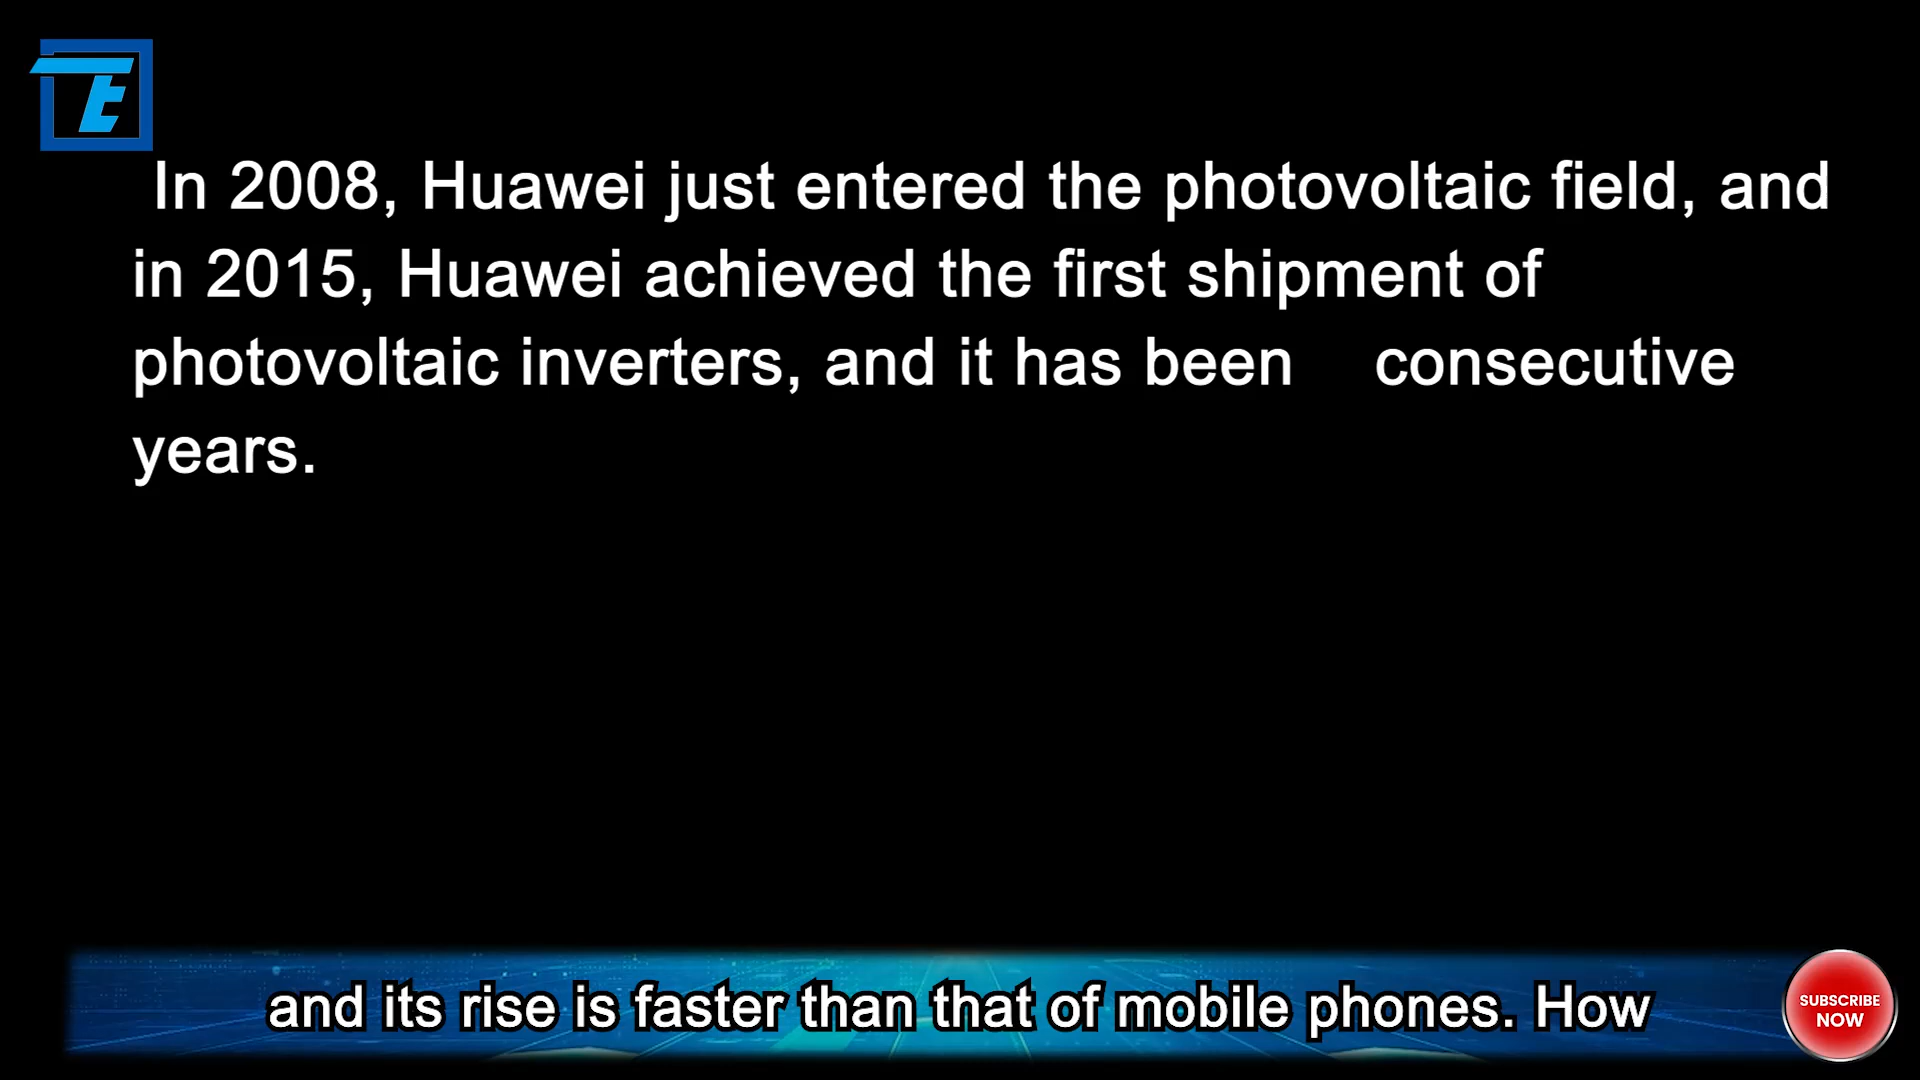 TE
In 2008, Huawei just entered the photovoltaic field, and
in 2015, Huawei achieved the first shipment of
photovoltaic inverters, and it has been consecutive
years.
and its rise is faster than that of mobile phones. How
SUBSCRIBE
NOW